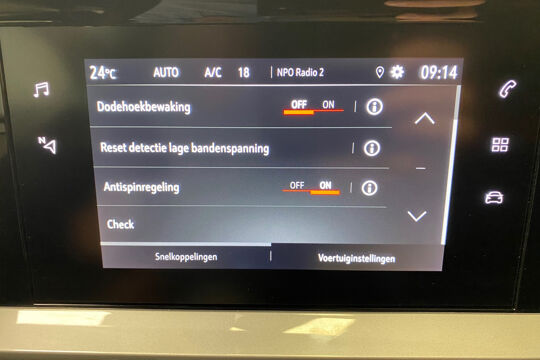 24°C AUTO A/C 18 NPO Radio 2 09:14
Dodehoekbewaking OFF ON
N
Reset detectie lage bandenspanning
Antispinregeling OFF ON
Check
Snelkoppelingen Voertuiginstellingen